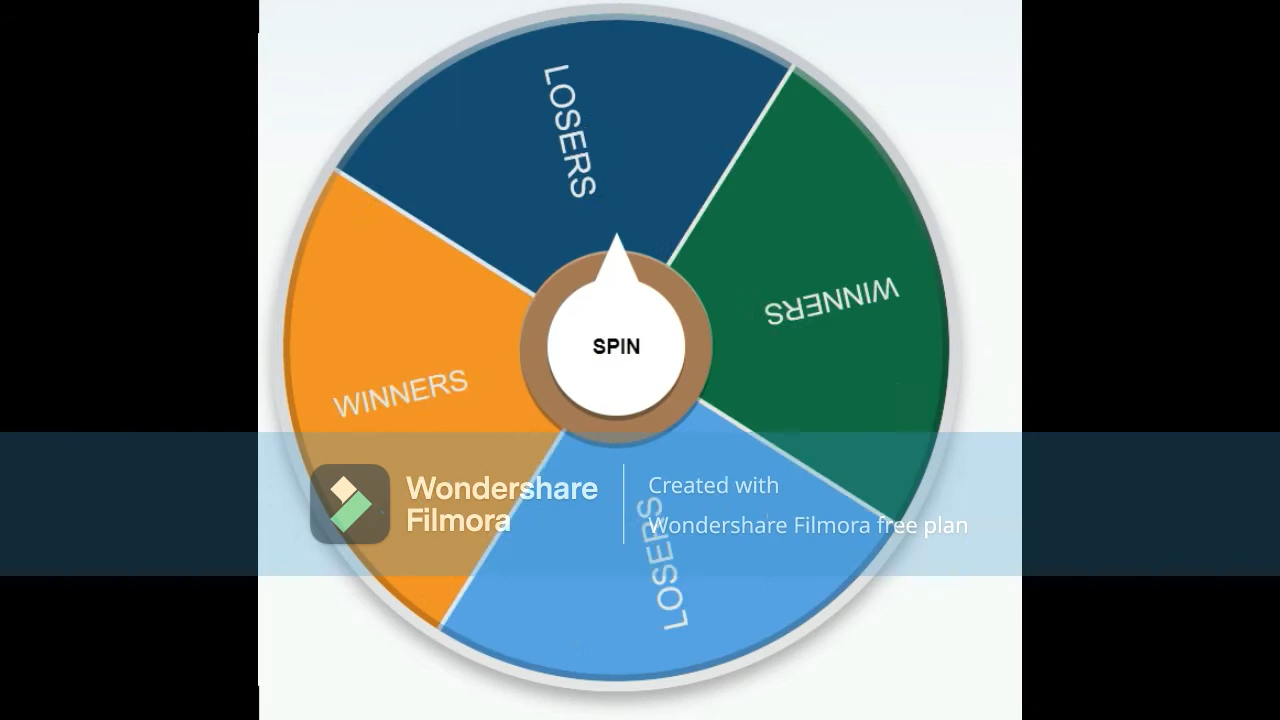 LOSERS
WINNERS
SPIN
WINNERS
LOSERS
Wondershare
Filmora
Created with
Wondershare Filmora free plan